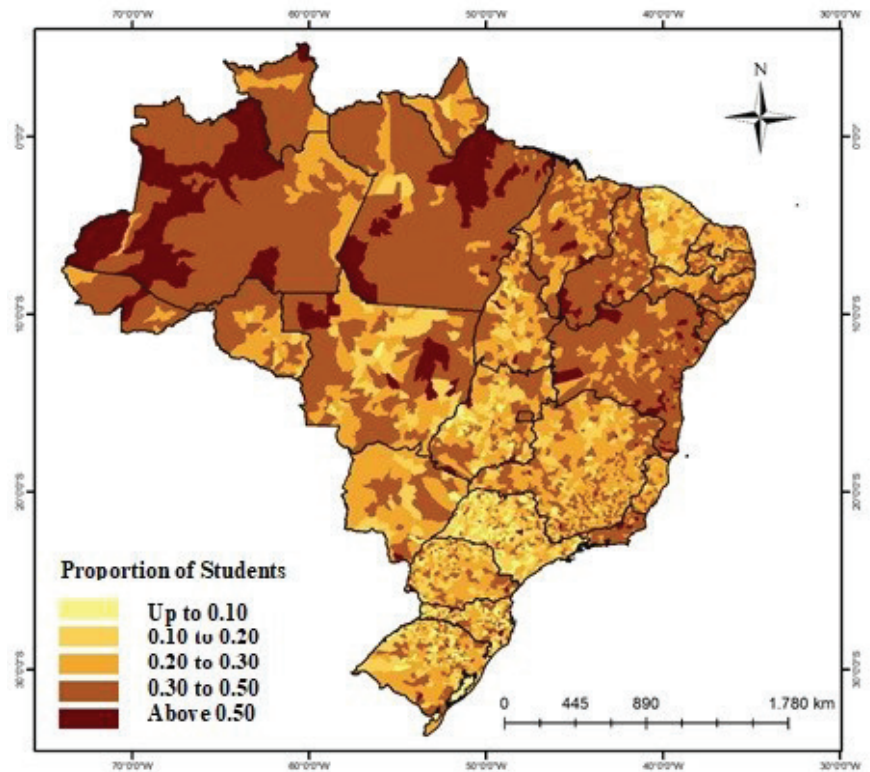 70°0'0"W 60°0'0"W 50°0'0"W 40°0'0"W 30°0'0"W
N
0°0'0"
0°0'0"
10°0'0"S
10°0'0"S
20°0'0"S
20°0'0"S
30°0'0"S
30°0'0"S
Proportion of Students
Up to 0.10
0.10 to 0.20
0.20 to 0.30
0.30 to 0.50
Above 0.50
0 445 890 1.780 km
70°0'0"W 60°0'0"W 50°0'0"W 40°0'0"W 30°0'0"W